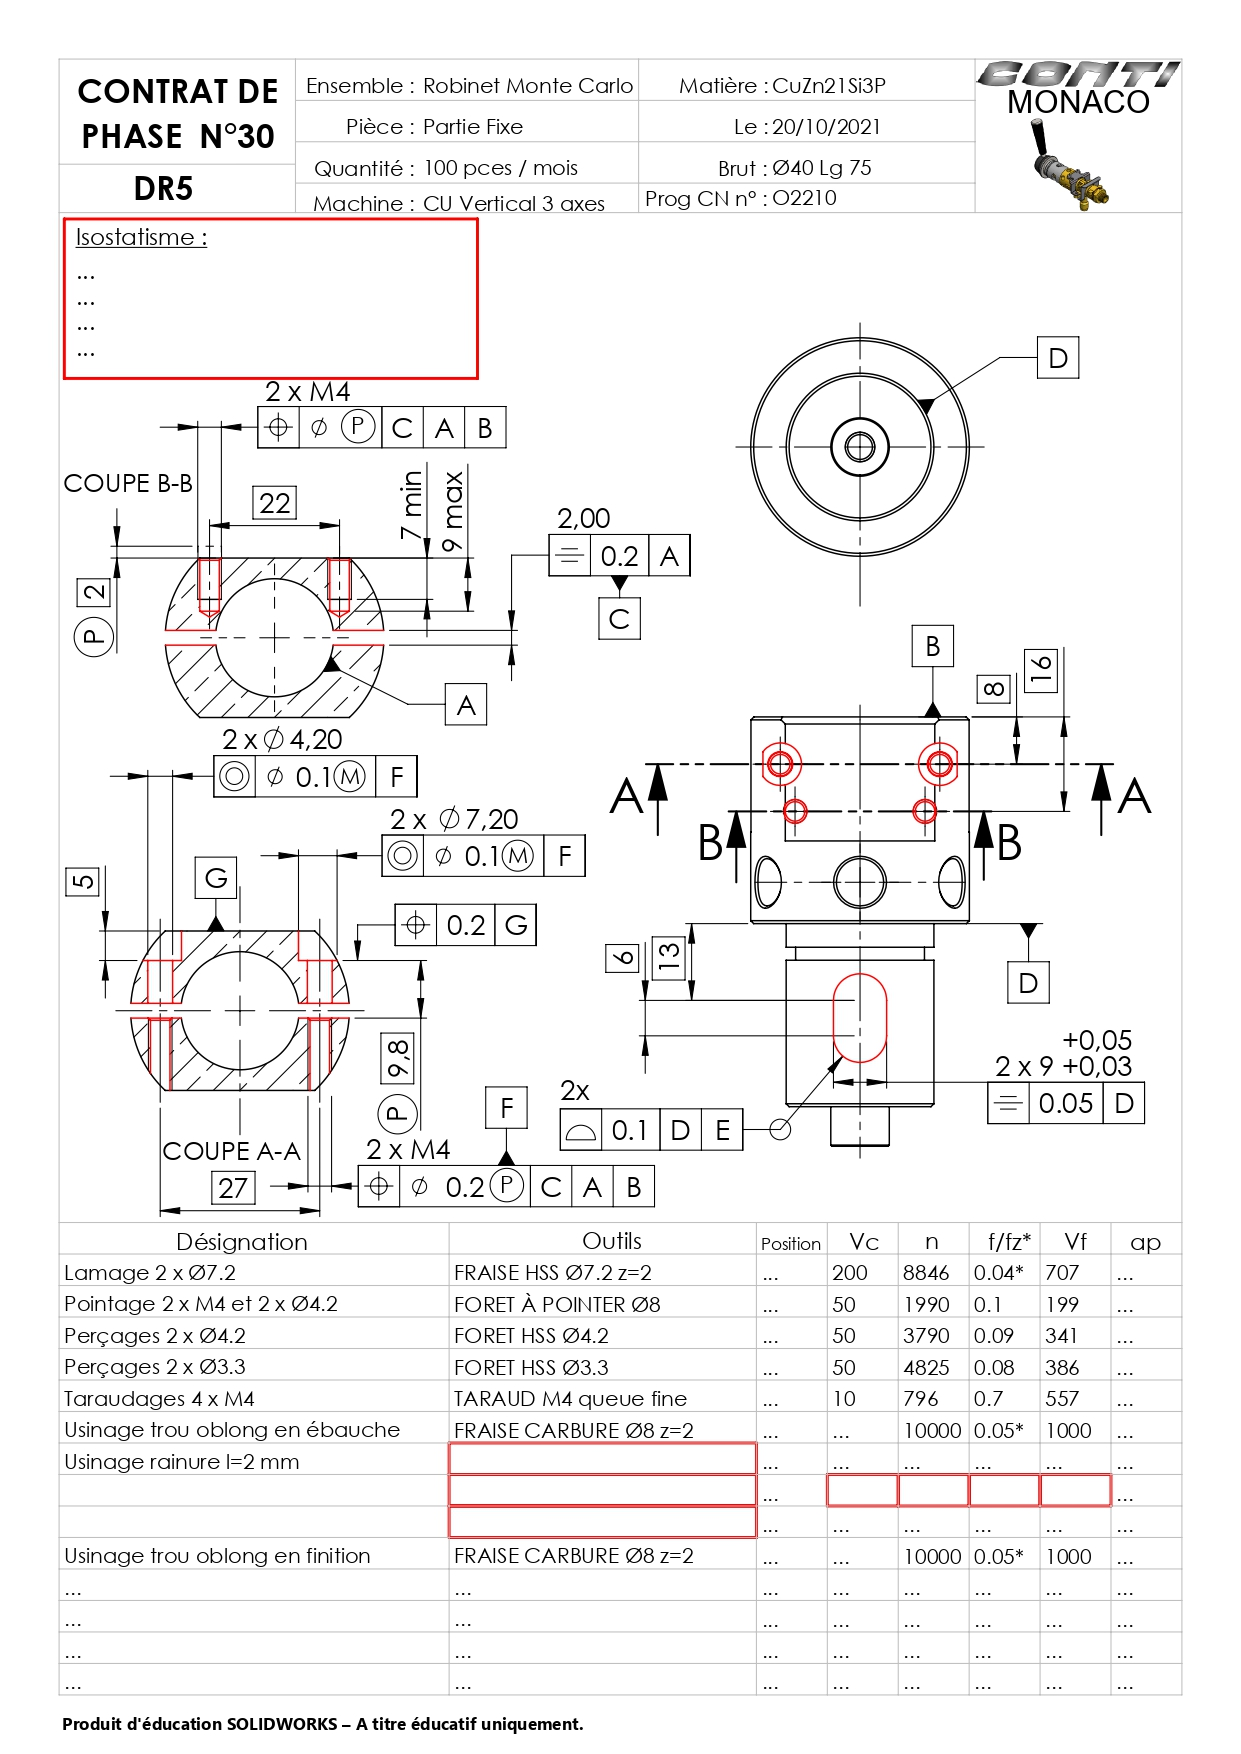 CONTRAT DE
PHASE N°30
DR5
Ensemble : Robinet Monte Carlo
Pièce : Partie Fixe
Quantité : 100 pces / mois
Machine : CU Vertical 3 axes
Matière : CuZn21Si3P
Le : 20/10/2021
Brut : Ø40 Lg 75
Prog CN n° : O2210
CONTI
MONACO
Isostatisme :
...
...
...
...
2 x M4
⌀ Ⓟ C A B
COUPE B-B
22
7 min
9 max
2,00
0.2 A
C
2
Ⓟ
A
D
B
8
16
A A
B B
2 x ⌀ 4,20
⌀ 0.1 Ⓜ F
2 x ⌀ 7,20
⌀ 0.1 Ⓜ F
5
G
0.2 G
6
13
D
9,8
Ⓟ
+0,05
2 x 9 +0,03
0.05 D
2x
0.1 D E
F
COUPE A-A
2 x M4
⌀ 0.2 Ⓟ C A B
27
Désignation Outils Position Vc n f/fz* Vf ap
Lamage 2 x Ø7.2 FRAISE HSS Ø7.2 z=2 ... 200 8846 0.04* 707 ...
Pointage 2 x M4 et 2 x Ø4.2 FORET À POINTER Ø8 ... 50 1990 0.1 199 ...
Perçages 2 x Ø4.2 FORET HSS Ø4.2 ... 50 3790 0.09 341 ...
Perçages 2 x Ø3.3 FORET HSS Ø3.3 ... 50 4825 0.08 386 ...
Taraudages 4 x M4 TARAUD M4 queue fine ... 10 796 0.7 557 ...
Usinage trou oblong en ébauche FRAISE CARBURE Ø8 z=2 ... ... 10000 0.05* 1000 ...
Usinage rainure l=2 mm ... ... ... ... ... ...
... ...
... ... ... ... ... ...
Usinage trou oblong en finition FRAISE CARBURE Ø8 z=2 ... ... 10000 0.05* 1000 ...
... ... ... ... ... ... ... ...
... ... ... ... ... ... ... ...
... ... ... ... ... ... ... ...
... ... ... ... ... ... ... ...
Produit d'éducation SOLIDWORKS – A titre éducatif uniquement.